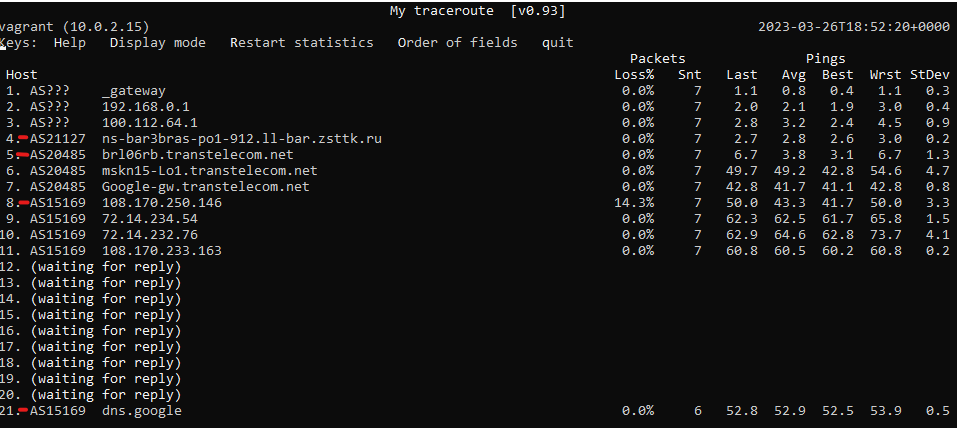 My traceroute  [v0.93]
vagrant (10.0.2.15)                                        2023-03-26T18:52:20+0000
Keys:  Help   Display mode   Restart statistics   Order of fields   quit
Packets               Pings
Host                                    Loss%   Snt   Last   Avg  Best  Wrst StDev
1. AS???    _gateway                    0.0%     7    1.1   0.8   0.4   1.1   0.3
2. AS???    192.168.0.1                 0.0%     7    2.0   2.1   1.9   3.0   0.4
3. AS???    100.112.64.1                0.0%     7    2.8   3.2   2.4   4.5   0.9
4. AS21127  ns-bar3bras-po1-912.ll-bar.zsttk.ru   0.0%     7    2.7   2.8   2.6   3.0   0.2
5. AS20485  brl06rb.transtelecom.net    0.0%     7    6.7   3.8   3.1   6.7   1.3
6. AS20485  mskn15-Lo1.transtelecom.net   0.0%     7   49.7  49.2  42.8  54.6   4.7
7. AS20485  Google-gw.transtelecom.net   0.0%     7   42.8  41.7  41.1  42.8   0.8
8. AS15169  108.170.250.146            14.3%     7   50.0  43.3  41.7  50.0   3.3
9. AS15169  72.14.234.54                0.0%     7   62.3  62.5  61.7  65.8   1.5
10. AS15169  72.14.232.76               0.0%     7   62.9  64.6  62.8  73.7   4.1
11. AS15169  108.170.233.163            0.0%     7   60.8  60.5  60.2  60.8   0.2
12. (waiting for reply)
13. (waiting for reply)
14. (waiting for reply)
15. (waiting for reply)
16. (waiting for reply)
17. (waiting for reply)
18. (waiting for reply)
19. (waiting for reply)
20. (waiting for reply)
21. AS15169  dns.google                 0.0%     6   52.8  52.9  52.5  53.9   0.5